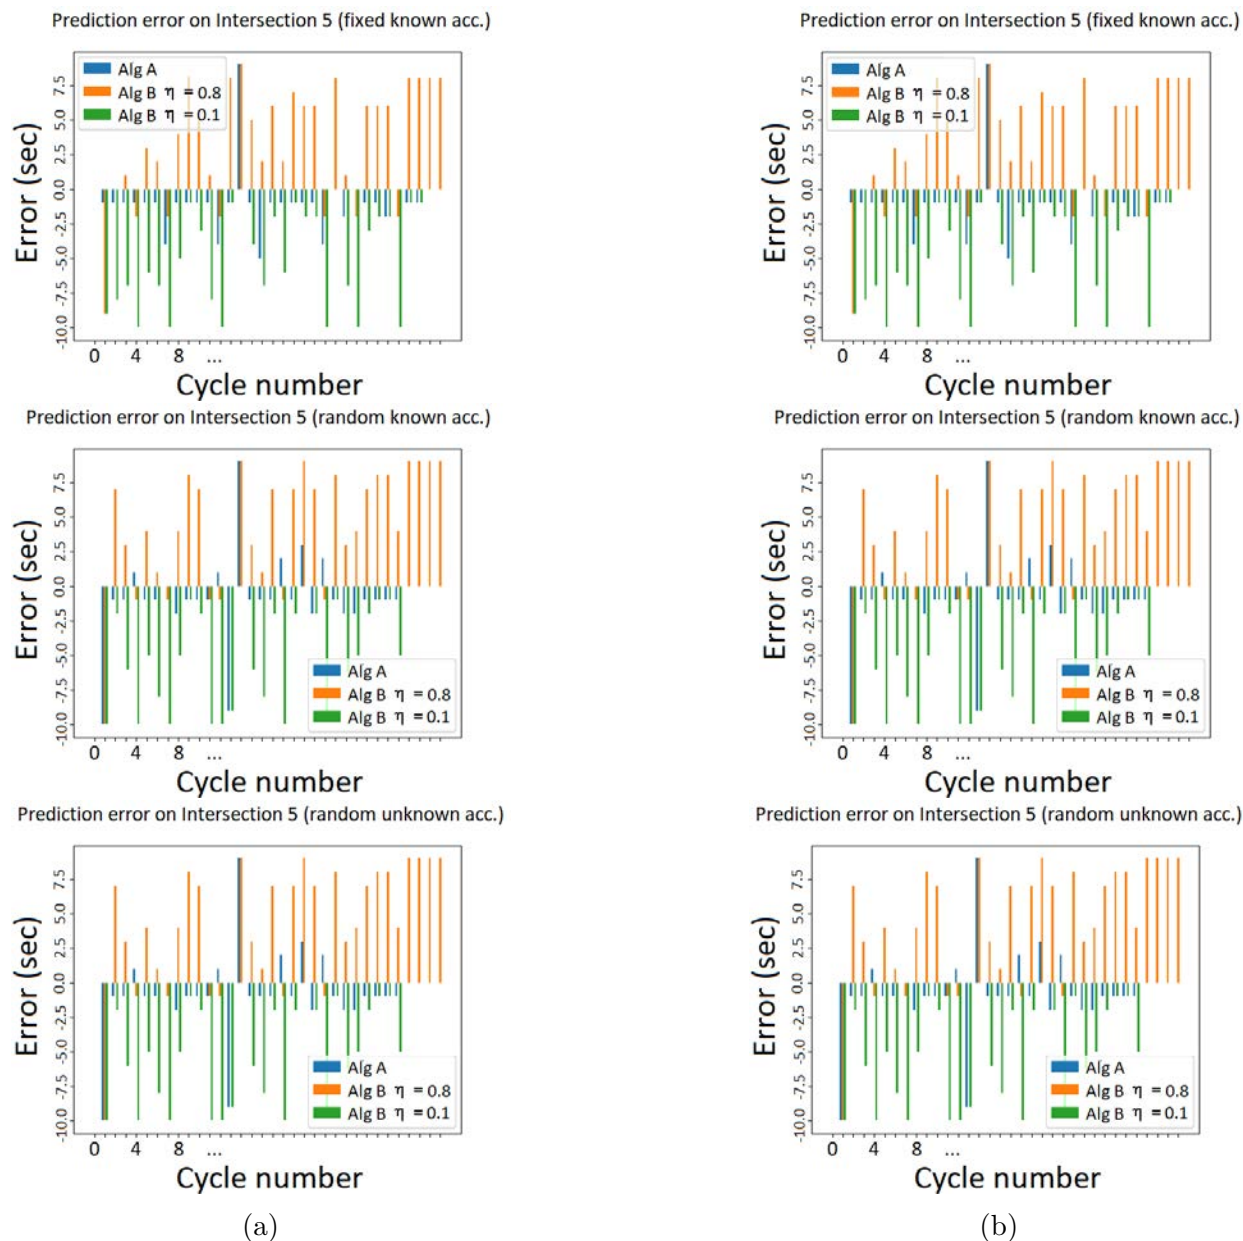 Prediction error on Intersection 5 (fixed known acc.)
Alg A
Alg B η = 0.8
Alg B η = 0.1
Error (sec)
7.5
5.0
2.5
0.0
-2.5
-5.0
-7.5
-10.0
0 4 8 ...
Cycle number
Prediction error on Intersection 5 (fixed known acc.)
Alg A
Alg B η = 0.8
Alg B η = 0.1
Error (sec)
7.5
5.0
2.5
0.0
-2.5
-5.0
-7.5
-10.0
0 4 8 ...
Cycle number
Prediction error on Intersection 5 (random known acc.)
Error (sec)
7.5
5.0
2.5
0.0
-2.5
-5.0
-7.5
-10.0
Alg A
Alg B η = 0.8
Alg B η = 0.1
0 4 8 ...
Cycle number
Prediction error on Intersection 5 (random known acc.)
Error (sec)
7.5
5.0
2.5
0.0
-2.5
-5.0
-7.5
-10.0
Alg A
Alg B η = 0.8
Alg B η = 0.1
0 4 8 ...
Cycle number
Prediction error on Intersection 5 (random unknown acc.)
Error (sec)
7.5
5.0
2.5
0.0
-2.5
-5.0
-7.5
-10.0
Alg A
Alg B η = 0.8
Alg B η = 0.1
0 4 8 ...
Cycle number
Prediction error on Intersection 5 (random unknown acc.)
Error (sec)
7.5
5.0
2.5
0.0
-2.5
-5.0
-7.5
-10.0
Alg A
Alg B η = 0.8
Alg B η = 0.1
0 4 8 ...
Cycle number
(a)
(b)